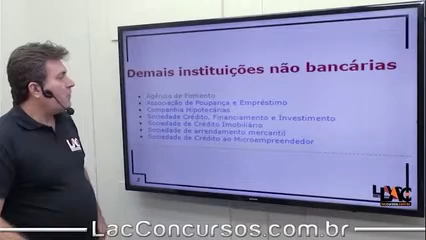 Demais instituições não bancárias
Agência de Fomento
Associação de Poupança e Empréstimo
Companhia Hipotecárias
Sociedade Crédito, Financiamento e Investimento
Sociedade de Crédito Imobiliário
Sociedade de arrendamento mercantil
Sociedade de Crédito ao Microempreendedor
LAC
LacConcursos.com.br